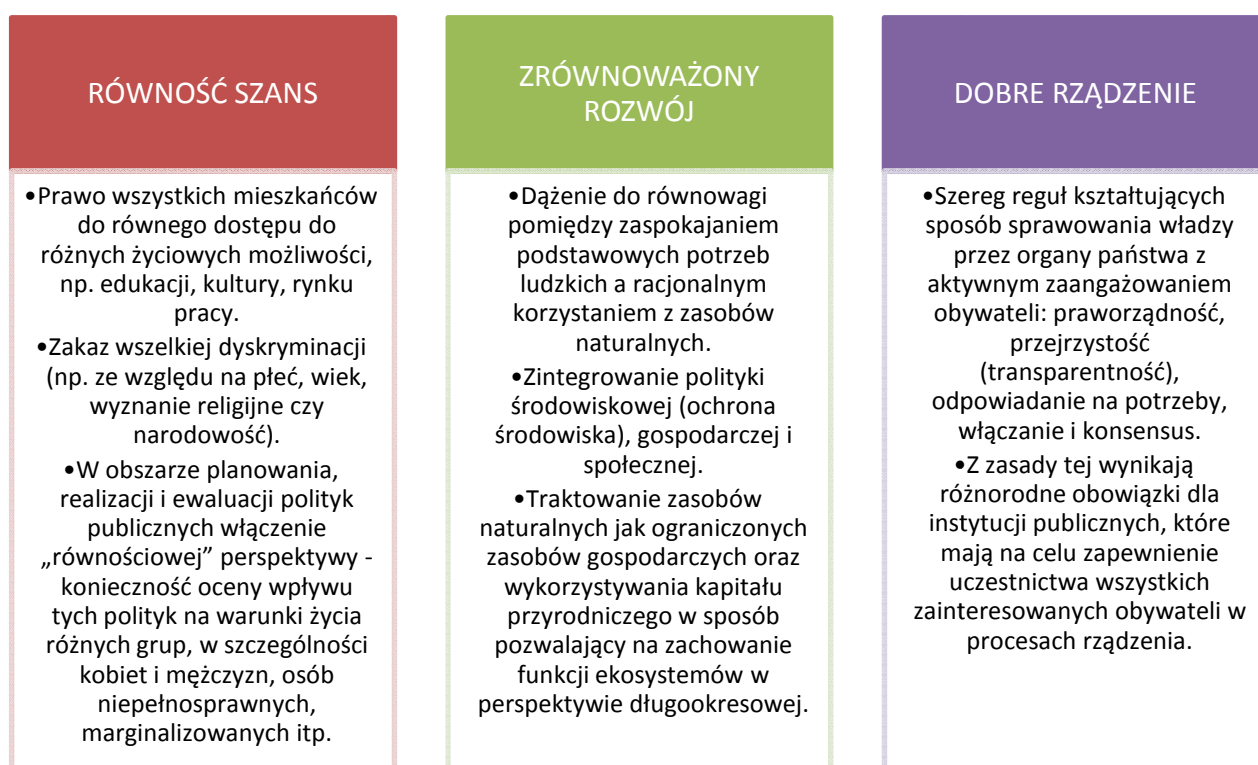 RÓWNOŚĆ SZANS
•Prawo wszystkich mieszkańców
do równego dostępu do
różnych życiowych możliwości,
np. edukacji, kultury, rynku
pracy.
•Zakaz wszelkiej dyskryminacji
(np. ze względu na płeć, wiek,
wyznanie religijne czy
narodowość).
•W obszarze planowania,
realizacji i ewaluacji polityk
publicznych włączenie
„równościowej” perspektywy -
konieczność oceny wpływu
tych polityk na warunki życia
różnych grup, w szczególności
kobiet i mężczyzn, osób
niepełnosprawnych,
marginalizowanych itp.
ZRÓWNOWAŻONY
ROZWÓJ
•Dążenie do równowagi
pomiędzy zaspokajaniem
podstawowych potrzeb
ludzkich a racjonalnym
korzystaniem z zasobów
naturalnych.
•Zintegrowanie polityki
środowiskowej (ochrona
środowiska), gospodarczej i
społecznej.
•Traktowanie zasobów
naturalnych jak ograniczonych
zasobów gospodarczych oraz
wykorzystywania kapitału
przyrodniczego w sposób
pozwalający na zachowanie
funkcji ekosystemów w
perspektywie długookresowej.
DOBRE RZĄDZENIE
•Szereg reguł kształtujących
sposób sprawowania władzy
przez organy państwa z
aktywnym zaangażowaniem
obywateli: praworządność,
przejrzystość
(transparentność),
odpowiadanie na potrzeby,
włączanie i konsensus.
•Z zasady tej wynikają
różnorodne obowiązki dla
instytucji publicznych, które
mają na celu zapewnienie
uczestnictwa wszystkich
zainteresowanych obywateli w
procesach rządzenia.